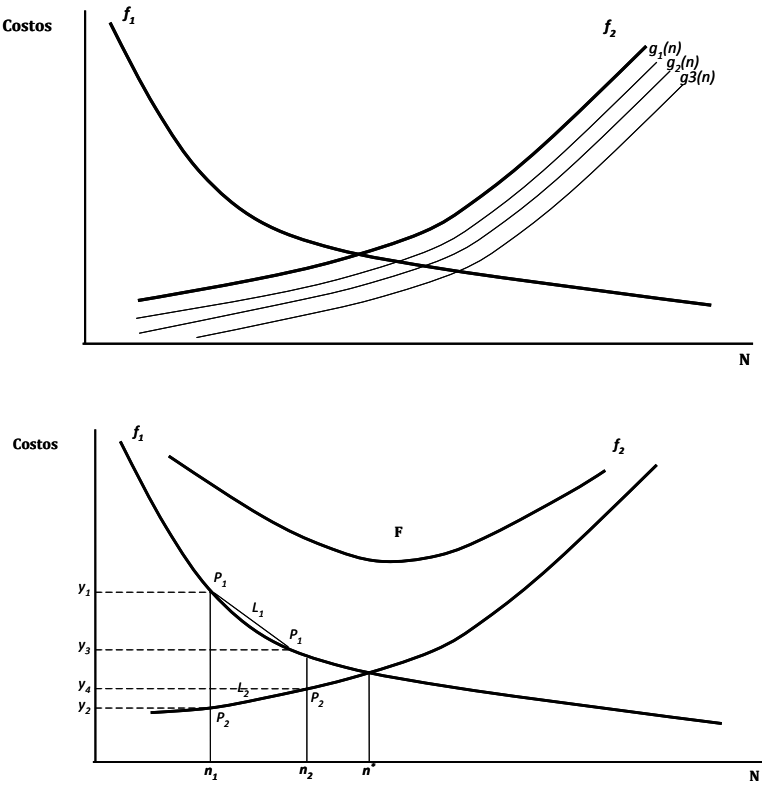 f1
Costos
f2
g1(n)
g2(n)
g3(n)
N
f1
Costos
f2
F
y1
P1
L1
P1
y3
y4
L2
P2
y2
P2
n1
n2
n*
N